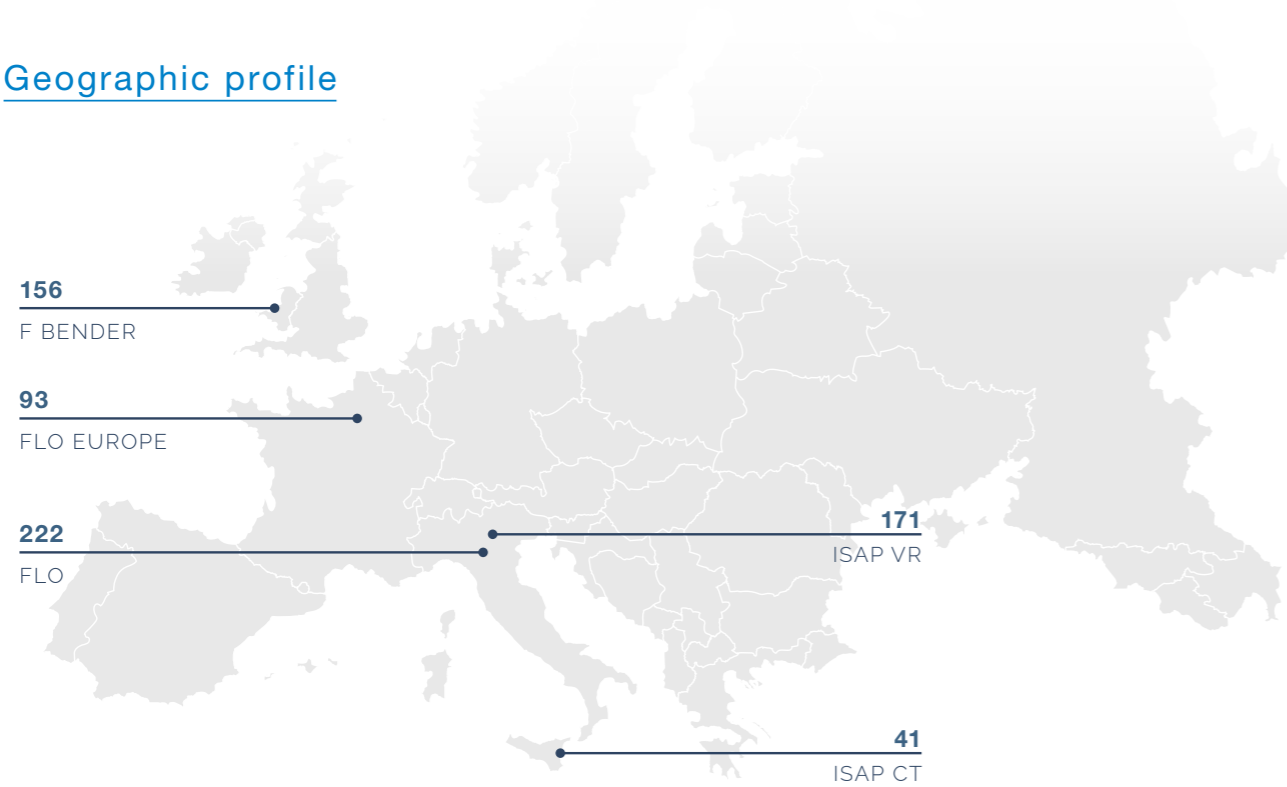 Geographic profile
156
F BENDER
93
FLO EUROPE
222
FLO
171
ISAP VR
41
ISAP CT